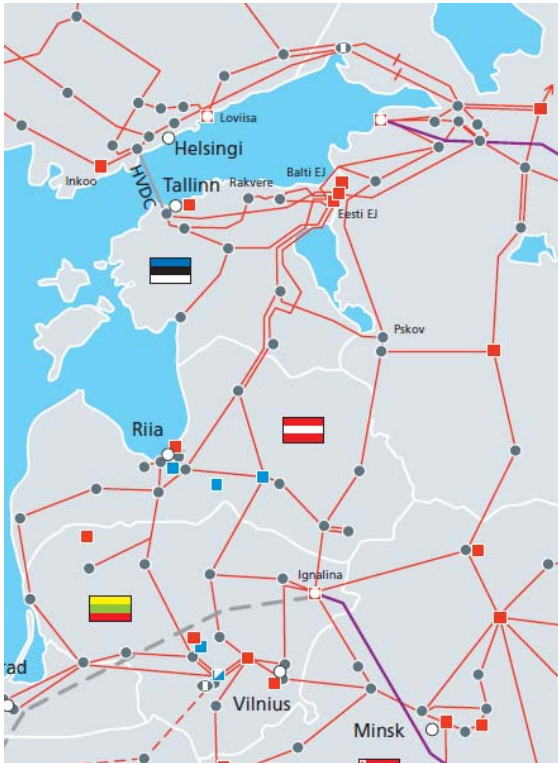 Loviisa
Helsingi
Inkoo
HVDC
Tallinn
Rakvere
Balti EJ
Eesti EJ
Pskov
Riia
Ignalina
rad
Vilnius
Minsk